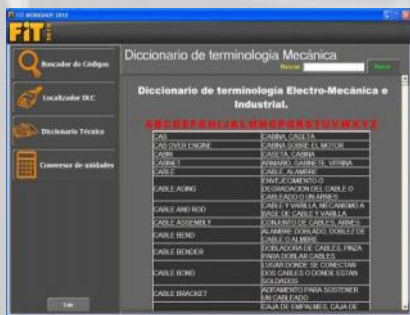 FIT WORKSHOP 2012
FiT 2012
Buscador de Códigos
Localizador DLC
Diccionario Técnico
Conversor de unidades
Salir
Diccionario de terminología Mecánica
Buscar
Diccionario de terminología Electro-Mecánica e
Industrial.
ABCDEFGHIJKLMNOPQRSTUVWXYZ
CAB CABINA, CASETA
CAB OVER ENGINE CABINA SOBRE EL MOTOR
CABIN CASETA, CABINA
CABINET ARMARIO, GABINETE, VITRINA
CABLE CABLE, ALAMBRE
CABLE AGING ENVEJECIMIENTO O
DEGRADACION DEL CABLE O
CABLEADO O UN ARNES
CABLE AND ROD CABLE Y VARILLA, MECANISMO A
BASE DE CABLE Y VARILLA
CABLE ASSEMBLY CONJUNTO DE CABLES, ARNES
CABLE BEND ALAMBRE DOBLADO, DOBLEZ DE
CABLE O ALMBRE
CABLE BENDER DOBLADORA DE CABLES, PINZA
PARA DOBLAR CABLES
CABLE BOND LUGAR DONDE SE CONECTAN
DOS CABLES O DONDE ESTAN
SOLDADOS
CABLE BRACKET ADITAMENTO PARA SOSTENER
UN CABLEADO
CAJA DE EMPALMES, CAJA DE